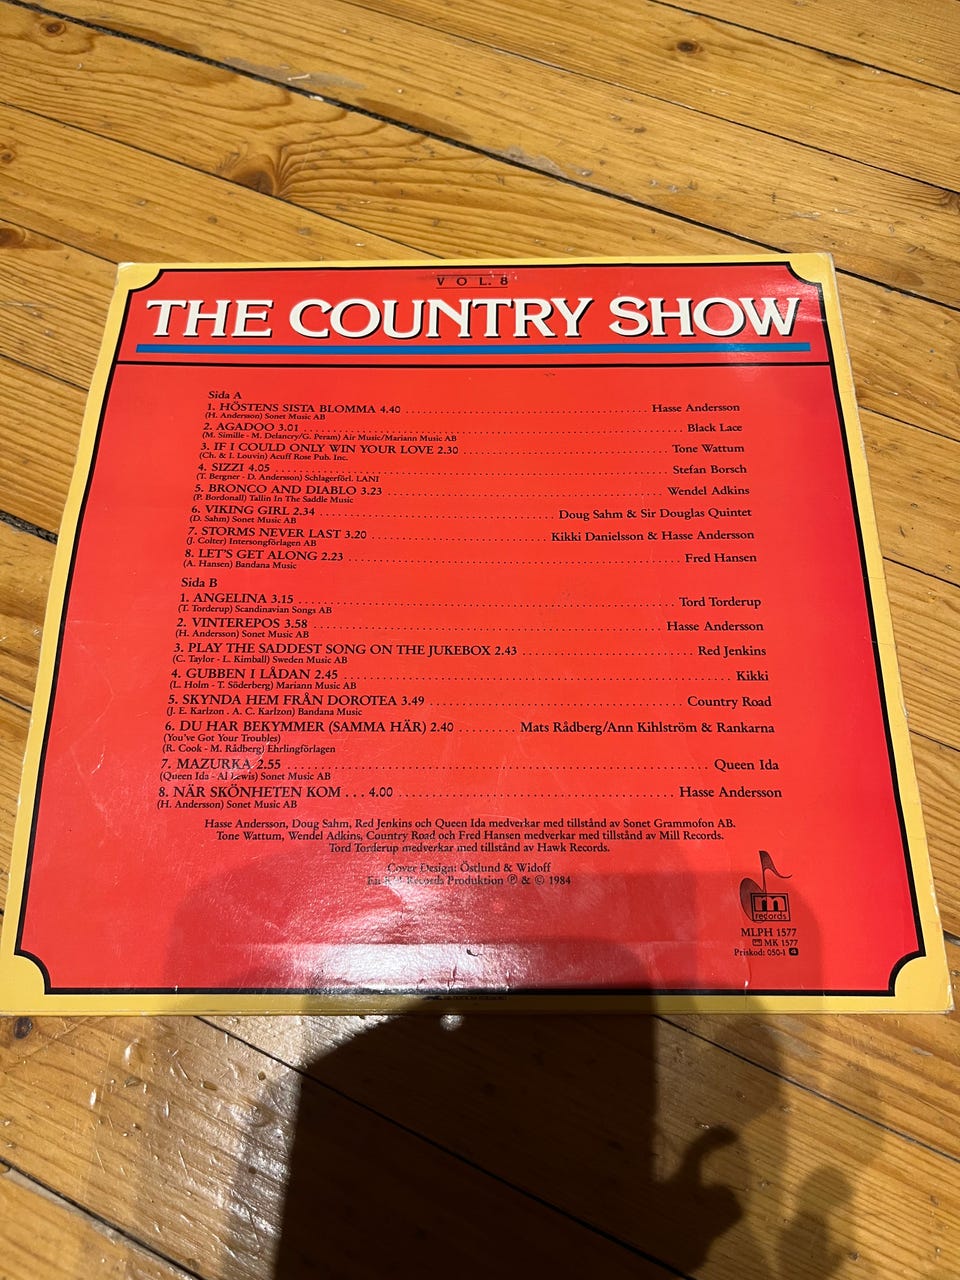 VOL. 8
THE COUNTRY SHOW
Sida A
1. HÖSTENS SISTA BLOMMA 4.40 Hasse Andersson
(H. Andersson) Sonet Music AB
2. AGADOO 3.01 Black Lace
(M. Simille - M. Delancry/G. Peram) Air Music/Mariann Music AB
3. IF I COULD ONLY WIN YOUR LOVE 2.30 Tone Wattum
(Ch. & I. Louvin) Acuff Rose Pub. Inc.
4. SIZZI 4.05 Stefan Borsch
(T. Bergner - D. Andersson) Schlagerförl. LANI
5. BRONCO AND DIABLO 3.23 Wendel Adkins
(P. Bordonall) Tallin In The Saddle Music
6. VIKING GIRL 2.34 Doug Sahm & Sir Douglas Quintet
(D. Sahm) Sonet Music AB
7. STORMS NEVER LAST 3.20 Kikki Danielsson & Hasse Andersson
(J. Colter) Intersongförlagen AB
8. LET'S GET ALONG 2.23 Fred Hansen
(A. Hansen) Bandana Music
Sida B
1. ANGELINA 3.15 Tord Torderup
(T. Torderup) Scandinavian Songs AB
2. VINTEREPOS 3.58 Hasse Andersson
(H. Andersson) Sonet Music AB
3. PLAY THE SADDEST SONG ON THE JUKEBOX 2.43 Red Jenkins
(C. Taylor - L. Kimball) Sweden Music AB
4. GUBBEN I LÅDAN 2.45 Kikki
(L. Holm - T. Söderberg) Mariann Music AB
5. SKYNDA HEM FRÅN DOROTEA 3.49 Country Road
(J. E. Karlzon . A. C. Karlzon) Bandana Music
6. DU HAR BEKYMMER (SAMMA HÄR) 2.40 Mats Rådberg/Ann Kihlström & Rankarna
(You've Got Your Troubles)
(R. Cook - M. Rådberg) Ehrlingförlagen
7. MAZURKA 2.55 Queen Ida
(Queen Ida - Al Lewis) Sonet Music AB
8. NÄR SKÖNHETEN KOM . . . 4.00 Hasse Andersson
(H. Andersson) Sonet Music AB
Hasse Andersson, Doug Sahm, Red Jenkins och Queen Ida medverkar med tillstånd av Sonet Grammofon AB.
Tone Wattum, Wendel Adkins, Country Road och Fred Hansen medverkar med tillstånd av Mill Records.
Tord Torderup medverkar med tillstånd av Hawk Records.
Cover Design: Östlund & Widoff
Records Produktion ℗ & © 1984
m
records
MLPH 1577
MK 1577
Priskod: 050-1